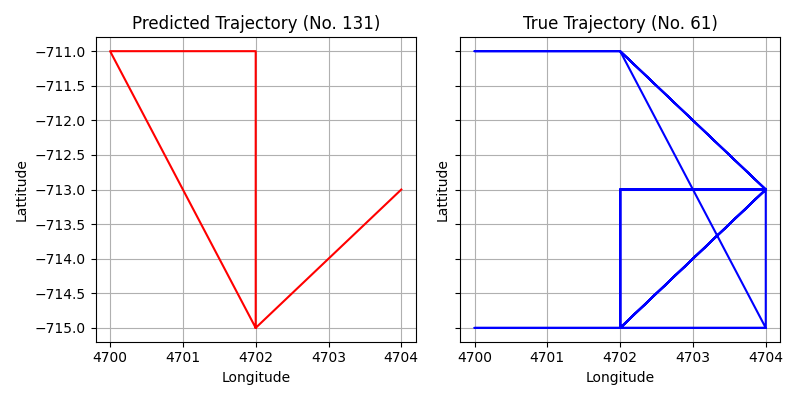 Predicted Trajectory (No. 131)
−711.0
−711.5
−712.0
−712.5
−713.0
−713.5
−714.0
−714.5
−715.0
Lattitude
4700 4701 4702 4703 4704
Longitude
True Trajectory (No. 61)
Lattitude
4700 4701 4702 4703 4704
Longitude